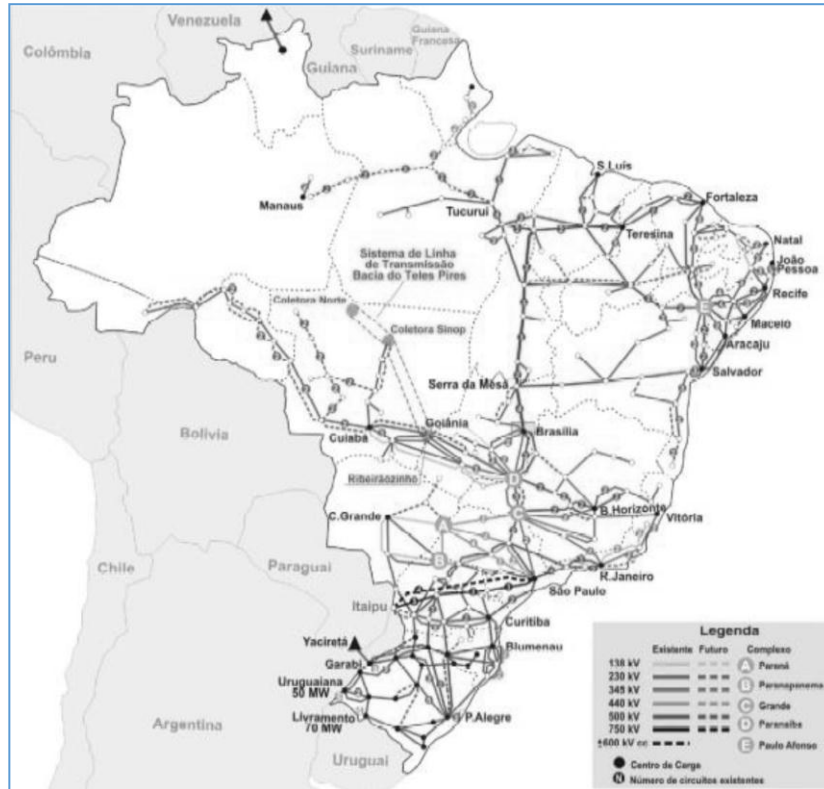 Venezuela
Guiana
Francesa
Suriname
Colômbia
Guiana
S.Luís
Manaus
Tucuruí
Fortaleza
Teresina
Natal
João
Pessoa
Sistema de Linha
de Transmissão
Bacia do Teles Pires
Coletora Norte
Recife
E
Coletora Sinop
Maceió
Aracaju
Peru
Serra da Mesa
Salvador
Bolívia
Goiânia
Brasília
Cuiabá
Ribeirãozinho
D
C.Grande
B.Horizonte
C
Vitória
A
Chile
Paraguai
B
R.Janeiro
São Paulo
Itaipu
Curitiba
Yaciretá
Blumenau
Garabi
Uruguaiana
50 MW
Livramento
70 MW
P.Alegre
Argentina
Uruguai
Legenda
Existente Futuro Complexo
138 kV A Paraná
230 kV
345 kV B Paranapanema
440 kV C Grande
500 kV D Paranaíba
750 kV
±600 kV cc E Paulo Afonso
Centro de Carga
N Número de circuitos existentes